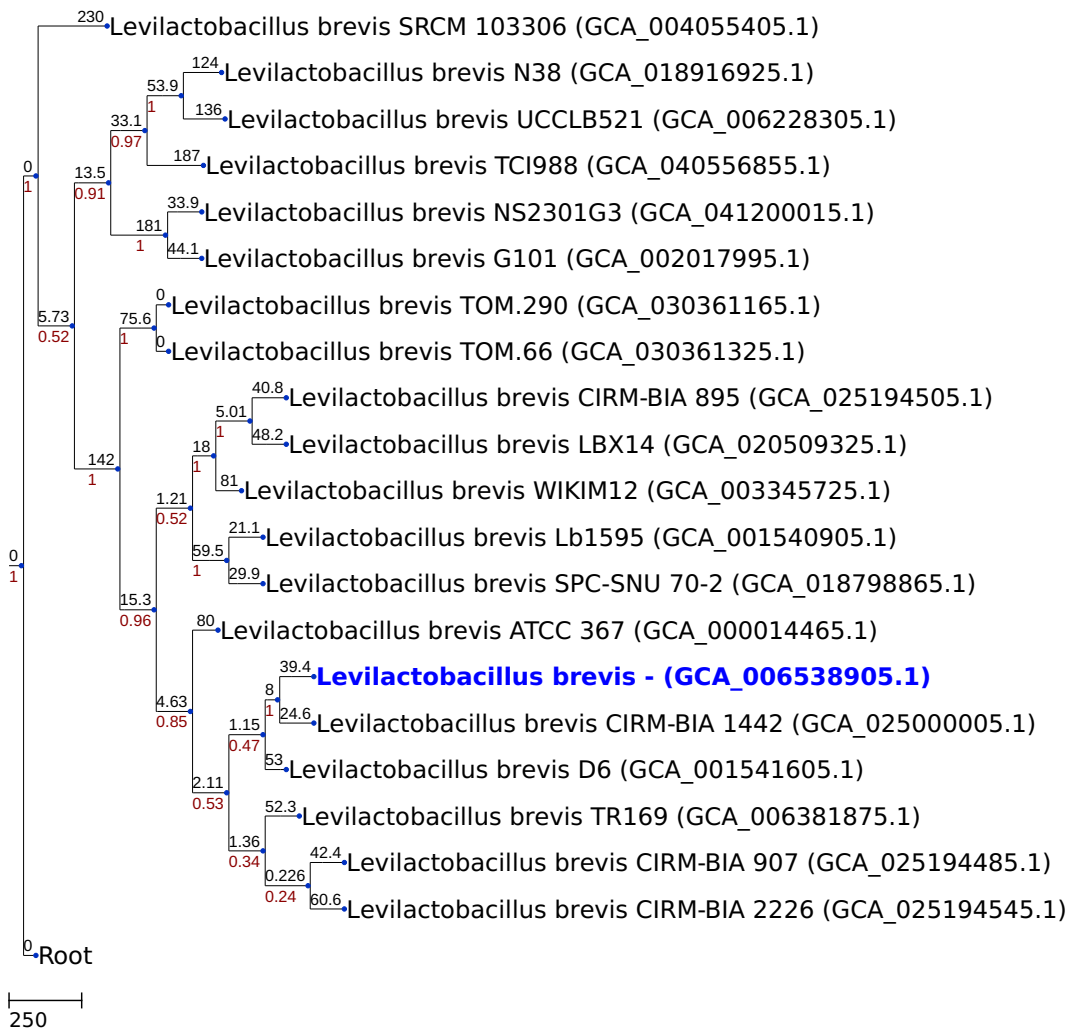 230
Levilactobacillus brevis SRCM 103306 (GCA_004055405.1)
124
Levilactobacillus brevis N38 (GCA_018916925.1)
53.9
1
136
Levilactobacillus brevis UCCLB521 (GCA_006228305.1)
33.1
0.97
187
Levilactobacillus brevis TCI988 (GCA_040556855.1)
0
1
13.5
0.91
33.9
Levilactobacillus brevis NS2301G3 (GCA_041200015.1)
181
1
44.1
Levilactobacillus brevis G101 (GCA_002017995.1)
0
Levilactobacillus brevis TOM.290 (GCA_030361165.1)
5.73
0.52
75.6
1
0
Levilactobacillus brevis TOM.66 (GCA_030361325.1)
40.8
Levilactobacillus brevis CIRM-BIA 895 (GCA_025194505.1)
5.01
1
48.2
Levilactobacillus brevis LBX14 (GCA_020509325.1)
142
1
18
1
81
Levilactobacillus brevis WIKIM12 (GCA_003345725.1)
1.21
0.52
21.1
Levilactobacillus brevis Lb1595 (GCA_001540905.1)
0
1
59.5
1
29.9
Levilactobacillus brevis SPC-SNU 70-2 (GCA_018798865.1)
15.3
0.96
80
Levilactobacillus brevis ATCC 367 (GCA_000014465.1)
39.4
Levilactobacillus brevis - (GCA_006538905.1)
4.63
0.85
8
1
24.6
Levilactobacillus brevis CIRM-BIA 1442 (GCA_025000005.1)
1.15
0.47
53
Levilactobacillus brevis D6 (GCA_001541605.1)
2.11
0.53
52.3
Levilactobacillus brevis TR169 (GCA_006381875.1)
1.36
0.34
42.4
Levilactobacillus brevis CIRM-BIA 907 (GCA_025194485.1)
0.226
0.24
60.6
Levilactobacillus brevis CIRM-BIA 2226 (GCA_025194545.1)
0
Root
250